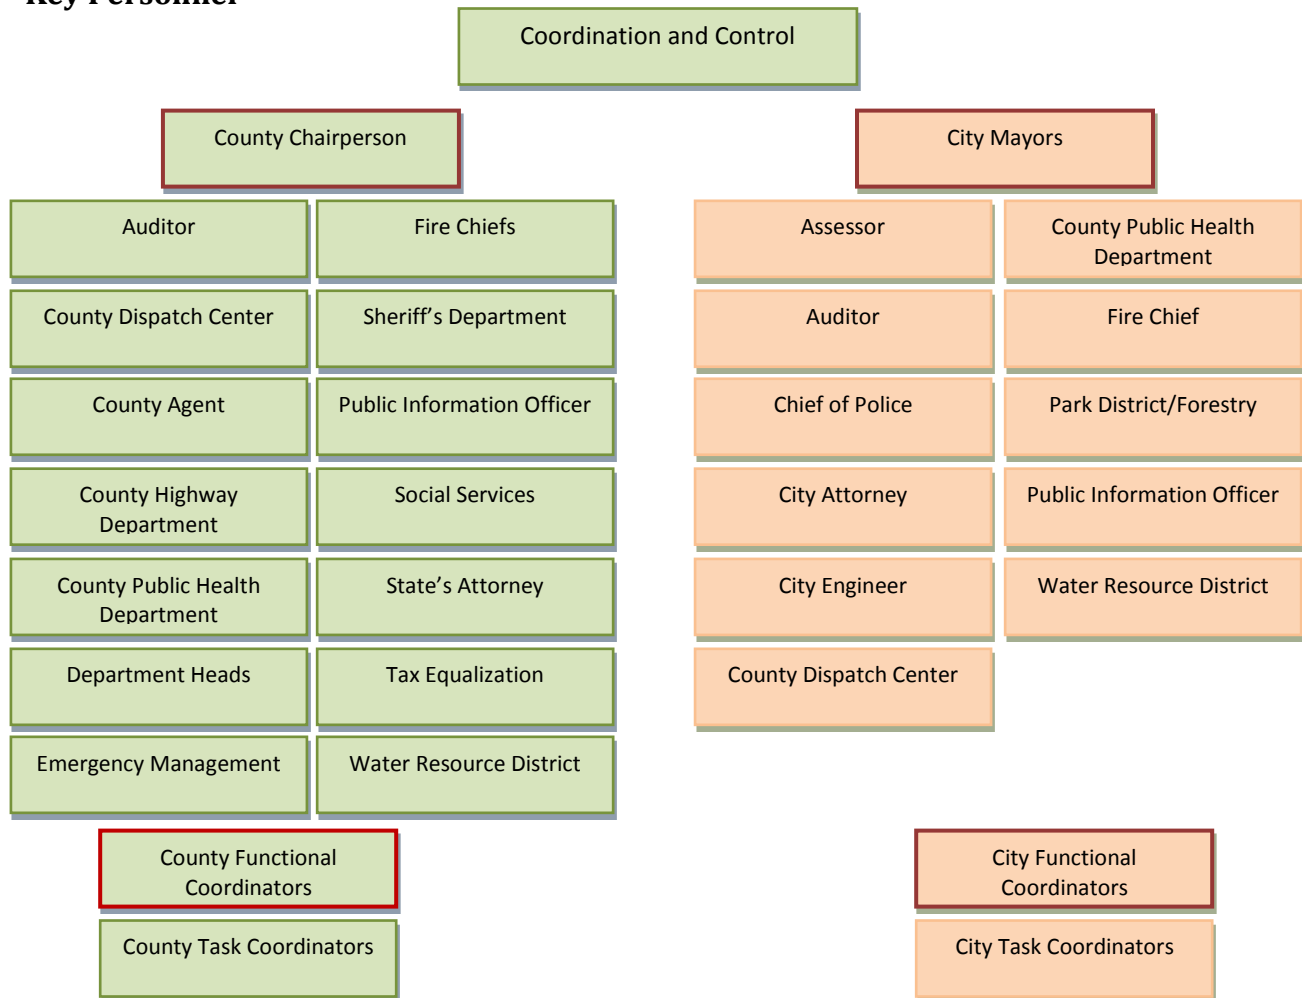 Key Personnel
Coordination and Control
County Chairperson
City Mayors
Auditor
Fire Chiefs
Assessor
County Public Health
Department
County Dispatch Center
Sheriff’s Department
Auditor
Fire Chief
County Agent
Public Information Officer
Chief of Police
Park District/Forestry
County Highway
Department
Social Services
City Attorney
Public Information Officer
County Public Health
Department
State’s Attorney
City Engineer
Water Resource District
Department Heads
Tax Equalization
County Dispatch Center
Emergency Management
Water Resource District
County Functional
Coordinators
City Functional
Coordinators
County Task Coordinators
City Task Coordinators